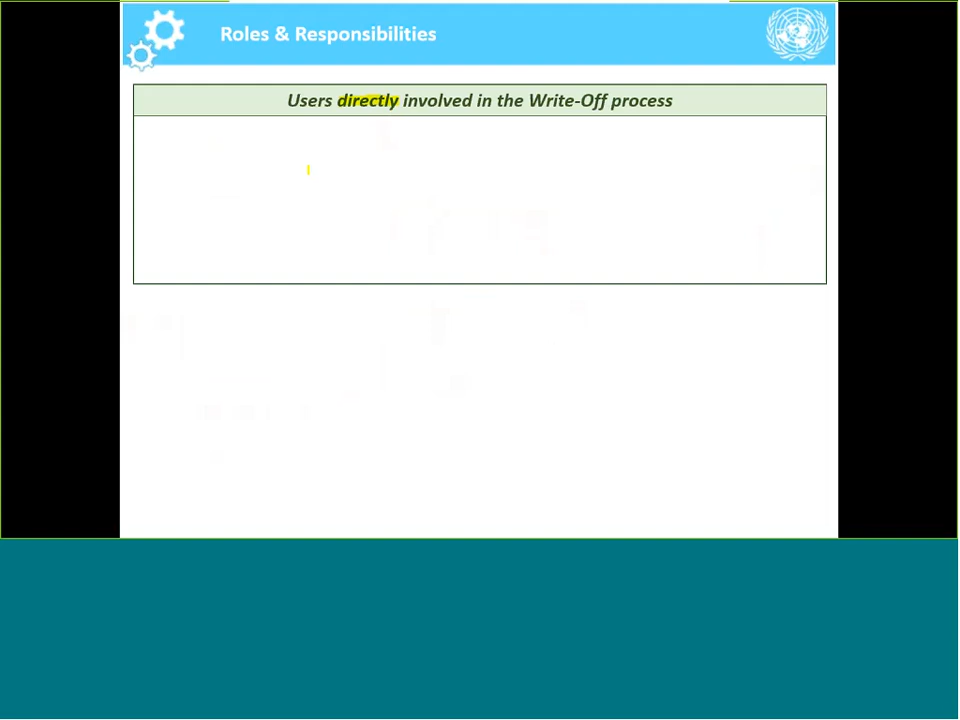 Roles & Responsibilities
Users directly involved in the Write-Off process